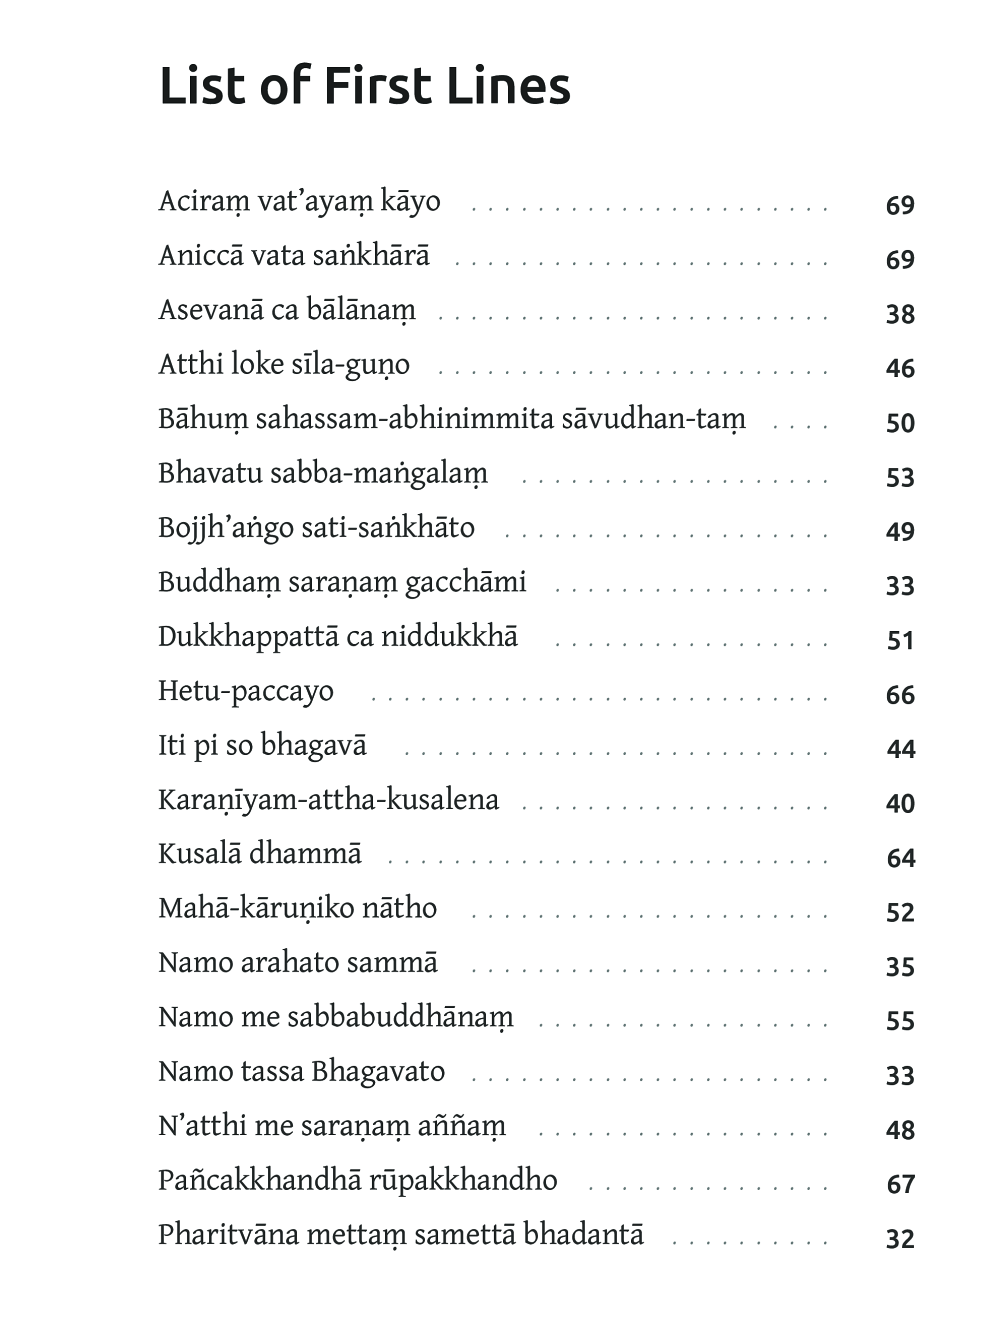 List of First Lines
Aciraṃ vat’ayaṃ kāyo . . . . . . . . . . . . . . . . . . . . . . 69
Aniccā vata saṅkhārā . . . . . . . . . . . . . . . . . . . . . . . 69
Asevanā ca bālānaṃ . . . . . . . . . . . . . . . . . . . . . . . . 38
Atthi loke sīla-guṇo . . . . . . . . . . . . . . . . . . . . . . . . 46
Bāhuṃ sahassam-abhinimmita sāvudhan-taṃ . . . . 50
Bhavatu sabba-maṅgalaṃ . . . . . . . . . . . . . . . . . . . 53
Bojjh’aṅgo sati-saṅkhāto . . . . . . . . . . . . . . . . . . . . 49
Buddhaṃ saraṇaṃ gacchāmi . . . . . . . . . . . . . . . . . 33
Dukkhappattā ca niddukkhā . . . . . . . . . . . . . . . . . 51
Hetu-paccayo . . . . . . . . . . . . . . . . . . . . . . . . . . . . 66
Iti pi so bhagavā . . . . . . . . . . . . . . . . . . . . . . . . . . 44
Karaṇīyam-attha-kusalena . . . . . . . . . . . . . . . . . . . 40
Kusalā dhammā . . . . . . . . . . . . . . . . . . . . . . . . . . . 64
Mahā-kāruṇiko nātho . . . . . . . . . . . . . . . . . . . . . . 52
Namo arahato sammā . . . . . . . . . . . . . . . . . . . . . . 35
Namo me sabbabuddhānaṃ . . . . . . . . . . . . . . . . . . 55
Namo tassa Bhagavato . . . . . . . . . . . . . . . . . . . . . . 33
N’atthi me saraṇaṃ aññaṃ . . . . . . . . . . . . . . . . . . 48
Pañcakkhandhā rūpakkhandho . . . . . . . . . . . . . . . 67
Pharitvāna mettaṃ samettā bhadantā . . . . . . . . . . 32